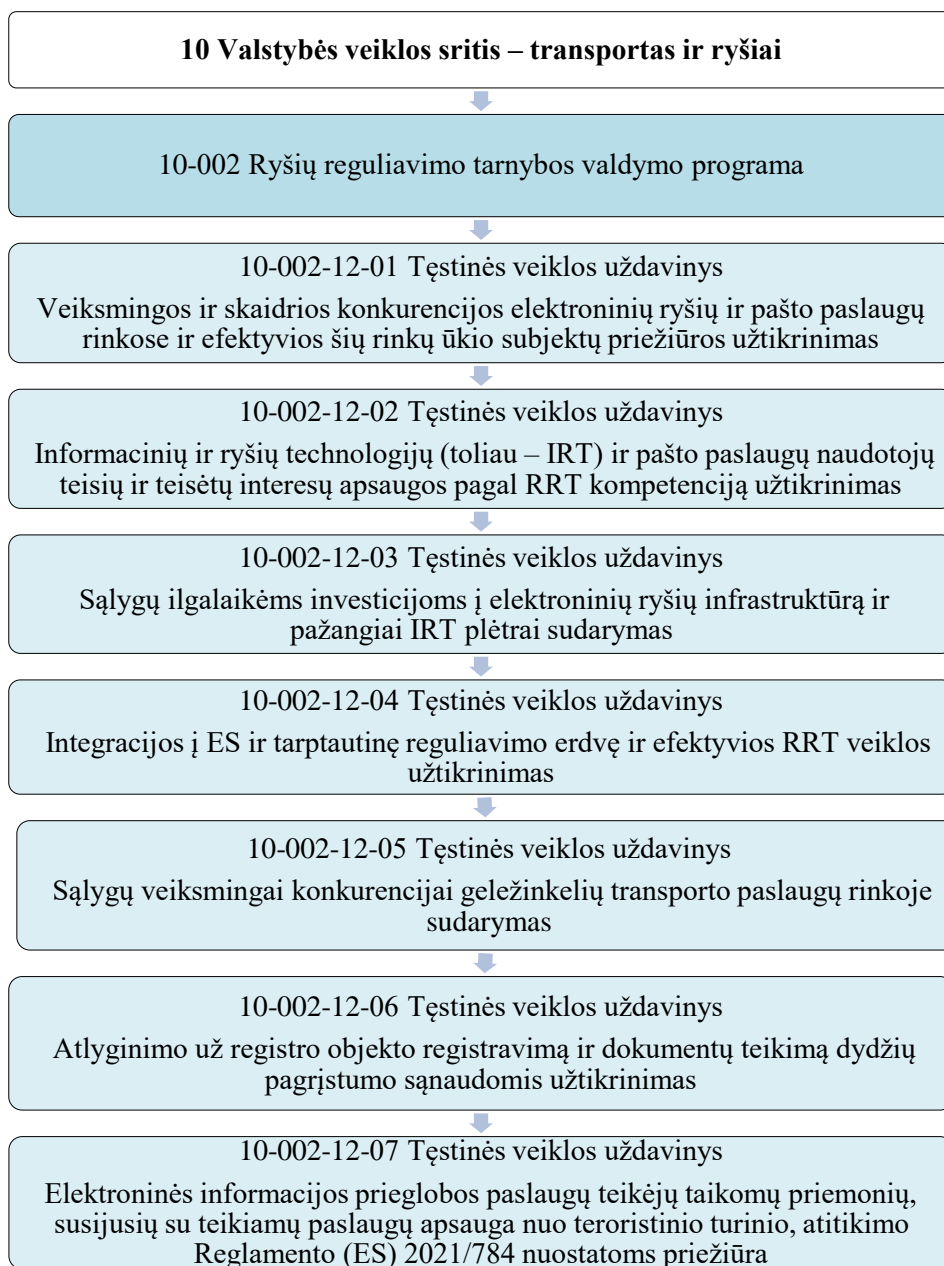 10 Valstybės veiklos sritis – transportas ir ryšiai
10-002 Ryšių reguliavimo tarnybos valdymo programa
10-002-12-01 Tęstinės veiklos uždavinys
Veiksmingos ir skaidrios konkurencijos elektroninių ryšių ir pašto paslaugų
rinkose ir efektyvios šių rinkų ūkio subjektų priežiūros užtikrinimas
10-002-12-02 Tęstinės veiklos uždavinys
Informacinių ir ryšių technologijų (toliau – IRT) ir pašto paslaugų naudotojų
teisių ir teisėtų interesų apsaugos pagal RRT kompetenciją užtikrinimas
10-002-12-03 Tęstinės veiklos uždavinys
Sąlygų ilgalaikėms investicijoms į elektroninių ryšių infrastruktūrą ir
pažangiai IRT plėtrai sudarymas
10-002-12-04 Tęstinės veiklos uždavinys
Integracijos į ES ir tarptautinę reguliavimo erdvę ir efektyvios RRT veiklos
užtikrinimas
10-002-12-05 Tęstinės veiklos uždavinys
Sąlygų veiksmingai konkurencijai geležinkelių transporto paslaugų rinkoje
sudarymas
10-002-12-06 Tęstinės veiklos uždavinys
Atlyginimo už registro objekto registravimą ir dokumentų teikimą dydžių
pagrįstumo sąnaudomis užtikrinimas
10-002-12-07 Tęstinės veiklos uždavinys
Elektroninės informacijos prieglobos paslaugų teikėjų taikomų priemonių,
susijusių su teikiamų paslaugų apsauga nuo teroristinio turinio, atitikimo
Reglamento (ES) 2021/784 nuostatoms priežiūra